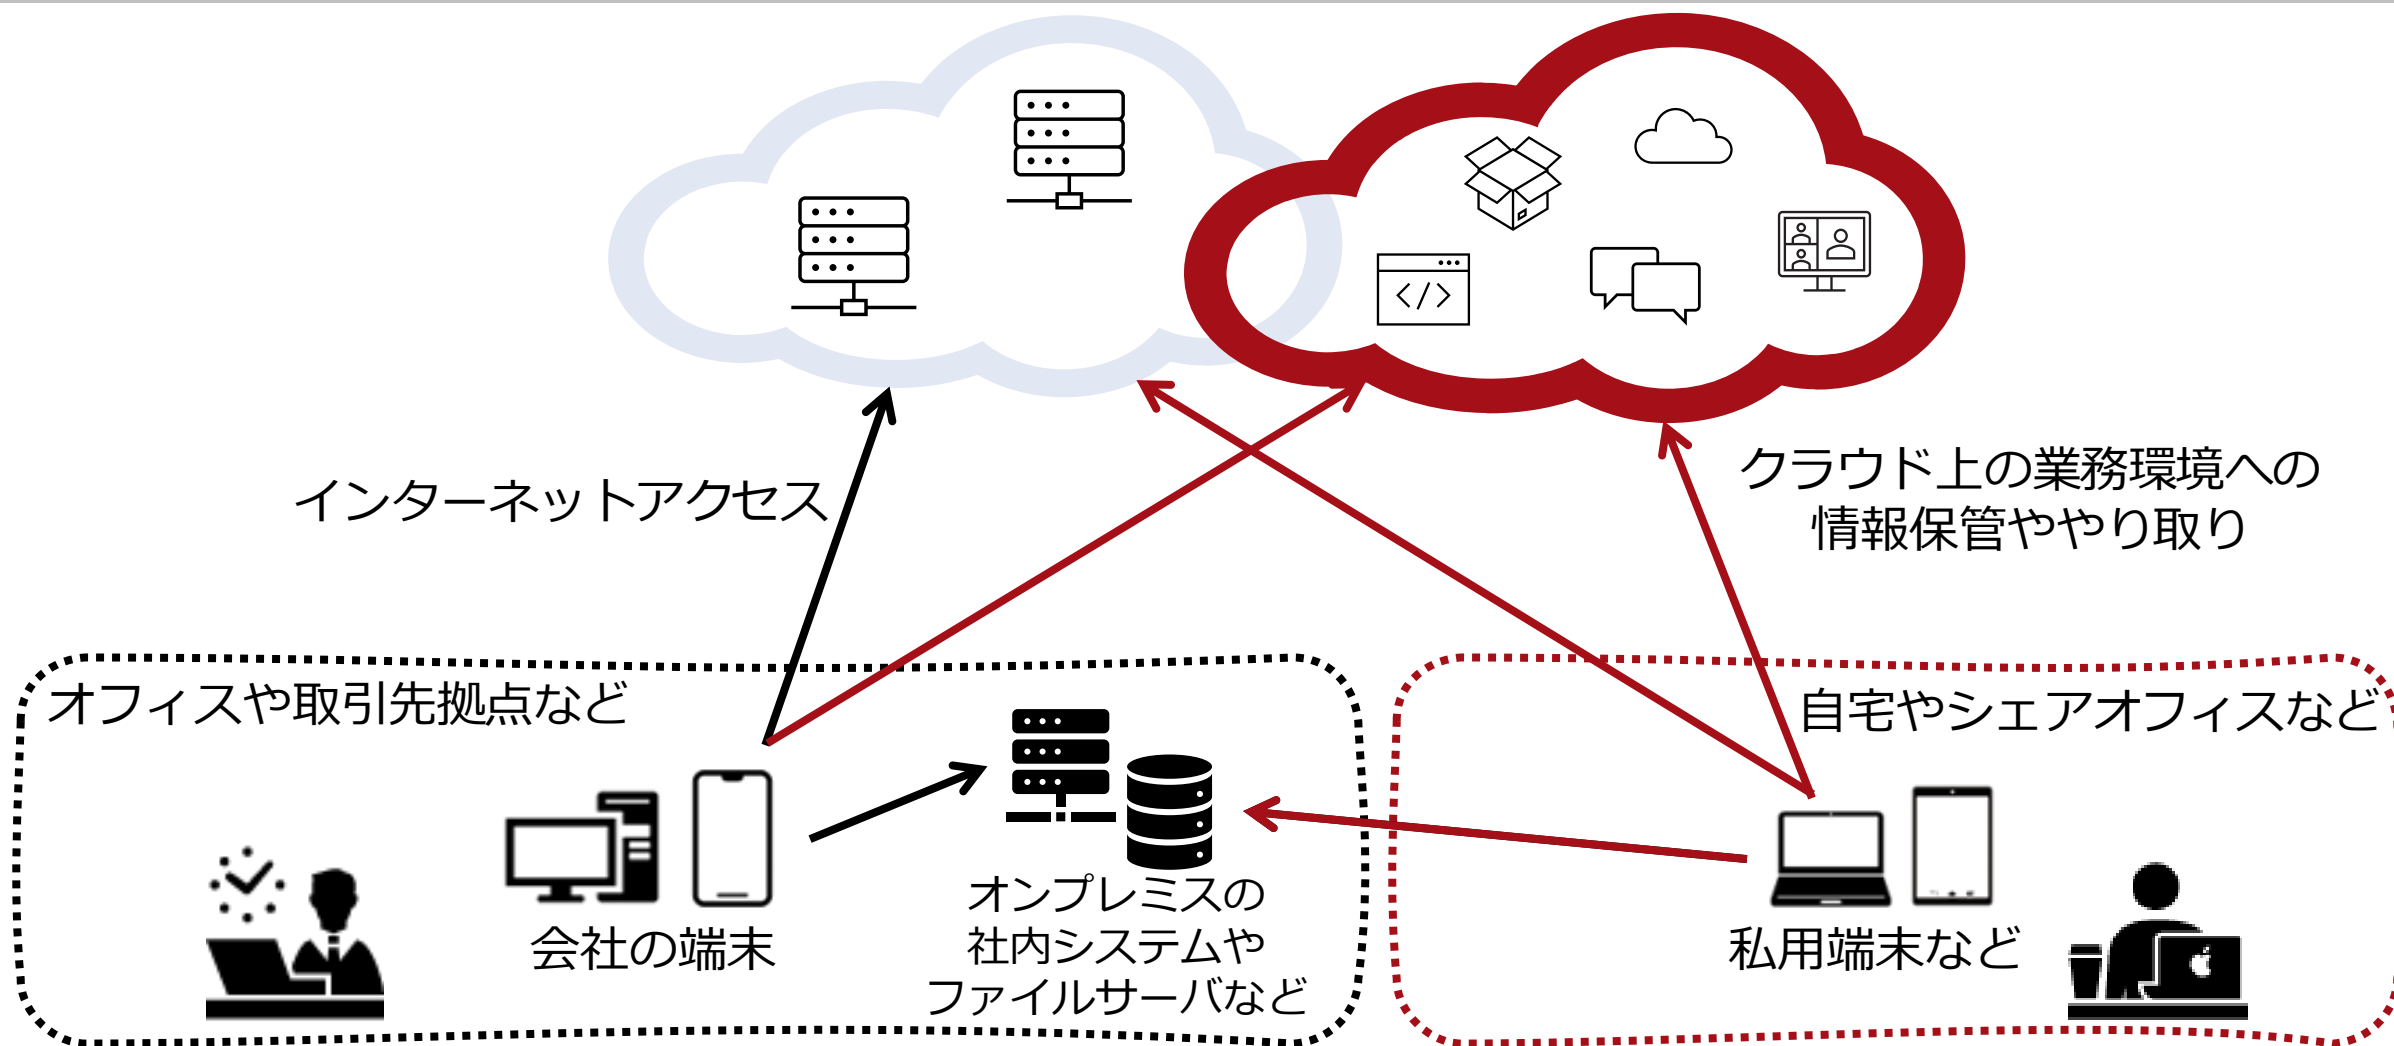 インターネットアクセス
クラウド上の業務環境への
情報保管ややり取り
オフィスや取引先拠点など
自宅やシェアオフィスなど
会社の端末
オンプレミスの
社内システムや
ファイルサーバなど
私用端末など